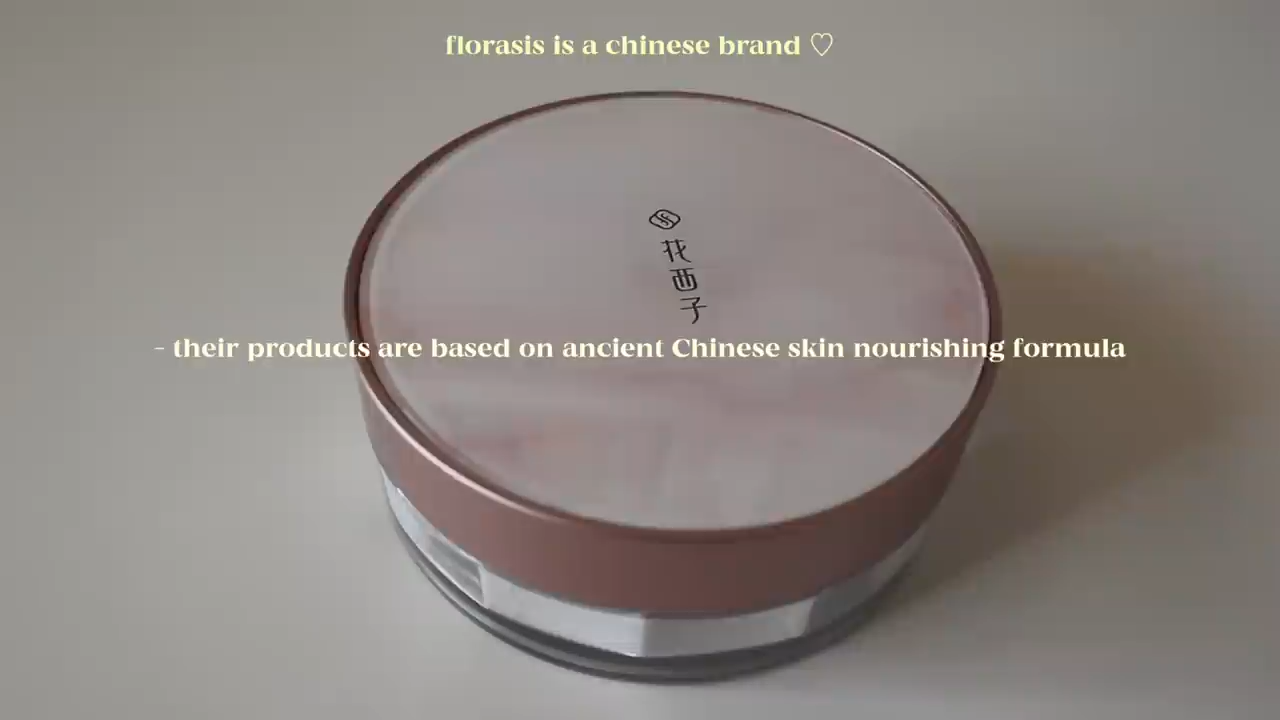 florasis is a chinese brand ♡
花西子
- their products are based on ancient Chinese skin nourishing formula